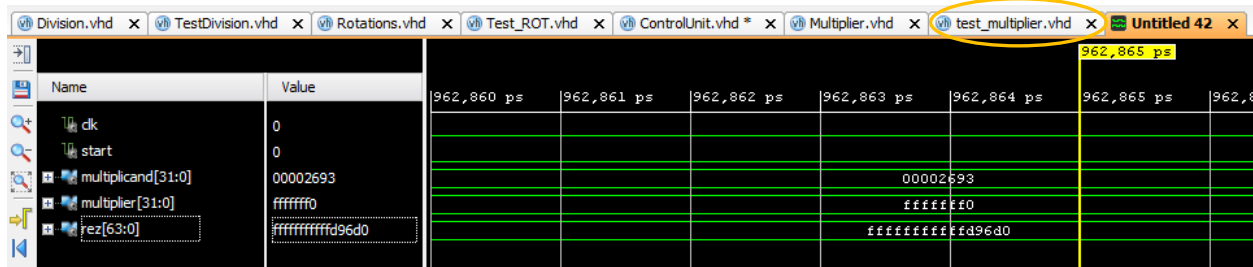 Division.vhd TestDivision.vhd Rotations.vhd Test_ROT.vhd ControlUnit.vhd * Multiplier.vhd test_multiplier.vhd Untitled 42
962,865 ps
Name Value
962,860 ps 962,861 ps 962,862 ps 962,863 ps 962,864 ps 962,865 ps 962,8
clk 0
start 0
multiplicand[31:0] 00002693 00002693
multiplier[31:0] fffffff0 fffffff0
rez[63:0] fffffffffffd96d0 fffffffffffd96d0